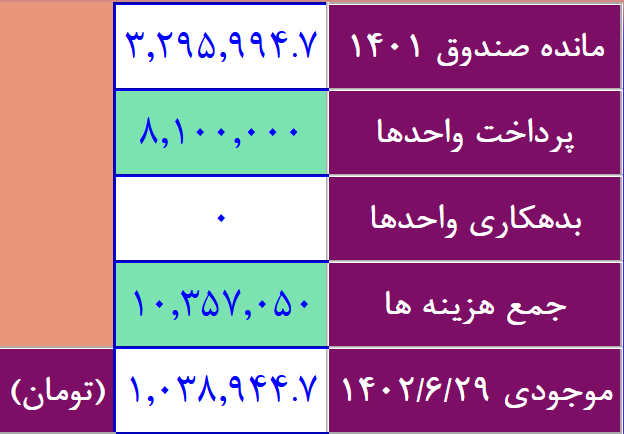 مانده صندوق ۱۴۰۱ ۳,۲۹۵,۹۹۴.۷
پرداخت واحدها ۸,۱۰۰,۰۰۰
بدهکاری واحدها ۰
جمع هزینه ها ۱۰,۳۵۷,۰۵۰
موجودی ۱۴۰۲/۶/۲۹ ۱,۰۳۸,۹۴۴.۷ (تومان)